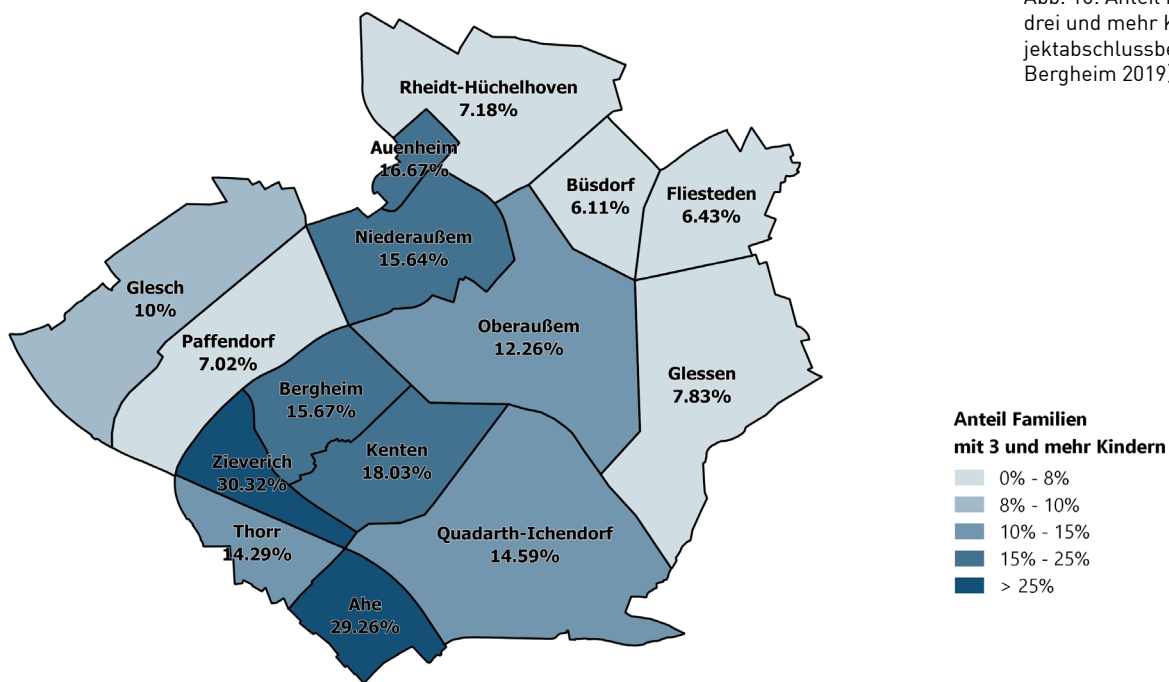 Abb. 10: Anteil
drei und mehr K
jektabschlussbe
Bergheim 2019)
Rheidt-Hüchelhoven
7.18%
Auenheim
16.67%
Büsdorf
6.11%
Fliesteden
6.43%
Niederaußem
15.64%
Glesch
10%
Oberaußem
12.26%
Paffendorf
7.02%
Glessen
7.83%
Bergheim
15.67%
Kenten
18.03%
Zieverich
30.32%
Thorr
14.29%
Quadarth-Ichendorf
14.59%
Ahe
29.26%
Anteil Familien
mit 3 und mehr Kindern
0% - 8%
8% - 10%
10% - 15%
15% - 25%
> 25%